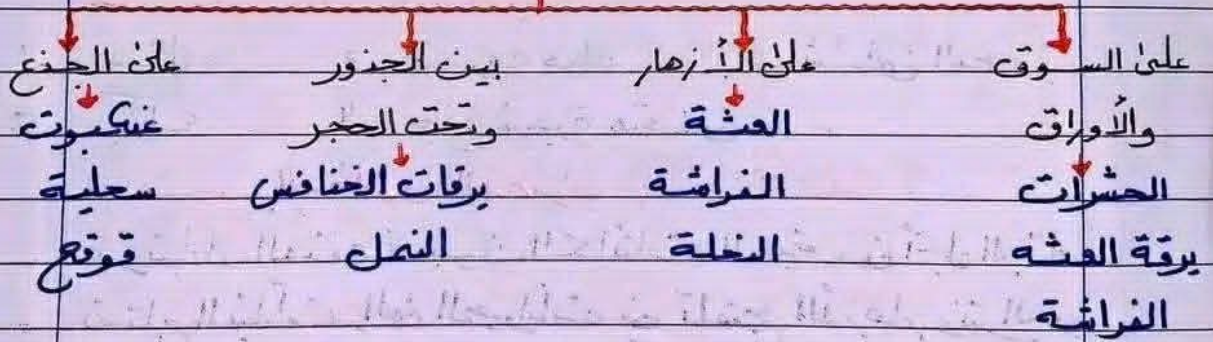 على السوق على الأزهار بين الجذور على الجذع
والأوراق العثة وتحت الحجر عنكبوت
الحشرات الفراشة يرقات الخنافس سحلية
يرقة العثه النحلة النمل قوقع
الفراشة